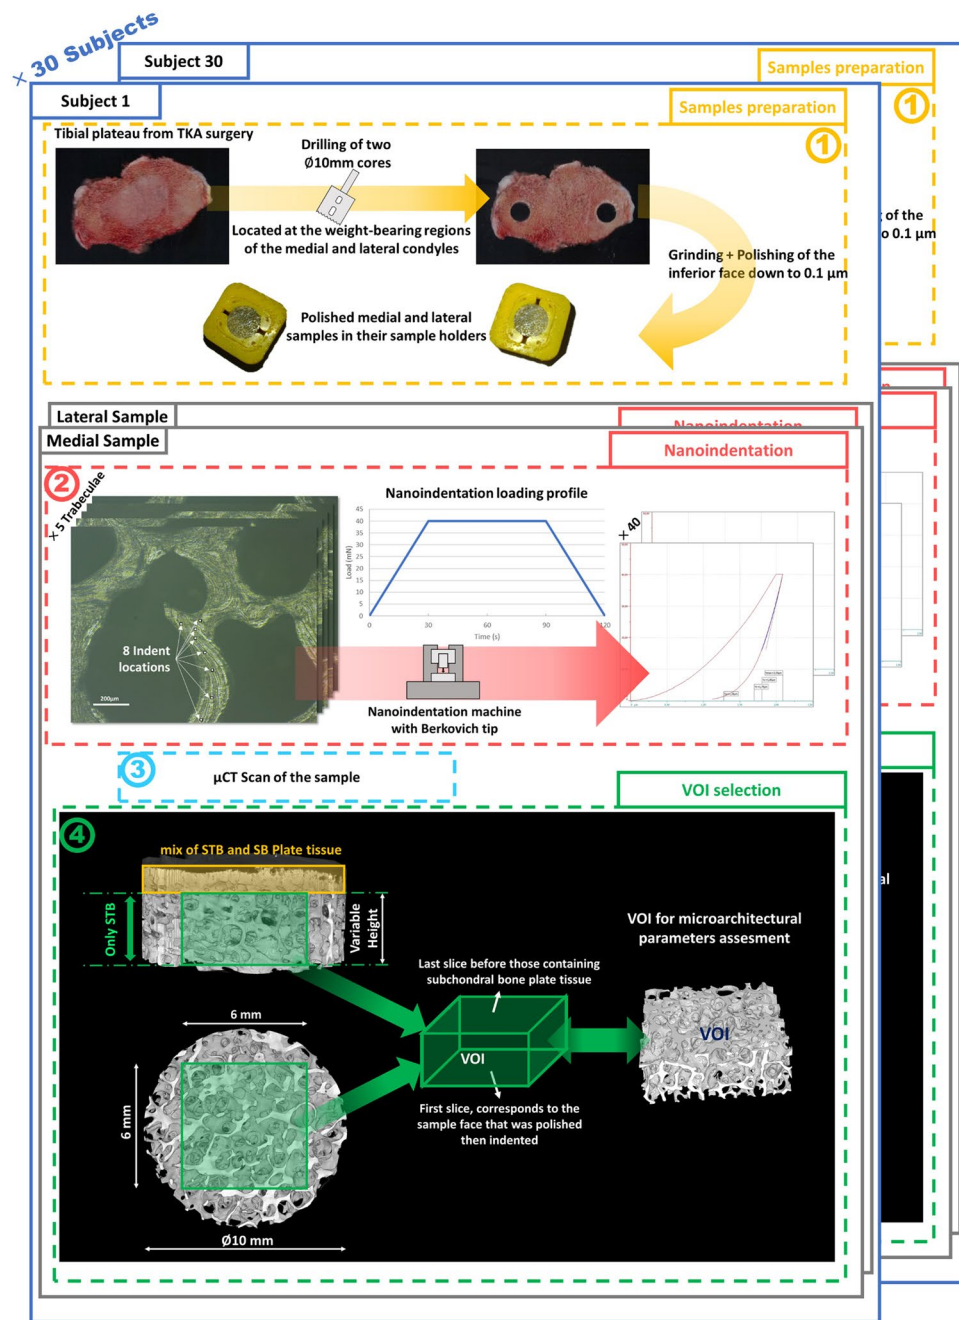 × 30 Subjects
Subject 30
Samples preparation
1
Subject 1
Samples preparation
1
Tibial plateau from TKA surgery
Drilling of two
Ø10mm cores
Located at the weight-bearing regions
of the medial and lateral condyles
Grinding + Polishing of the
inferior face down to 0.1 µm
g of the
o 0.1 µm
Polished medial and lateral
samples in their sample holders
Lateral Sample
Nanoindentation
Medial Sample
Nanoindentation
2
× 5 Trabeculae
8 Indent
locations
200µm
Nanoindentation loading profile
Load (mN)
45
40
35
30
25
20
15
10
5
0
0
30
60
90
120
Time (s)
× 40
Nanoindentation machine
with Berkovich tip
3
µCT Scan of the sample
VOI selection
4
mix of STB and SB Plate tissue
Only STB
Variable
Height
6 mm
6 mm
Ø10 mm
Last slice before those containing
subchondral bone plate tissue
VOI
First slice, corresponds to the
sample face that was polished
then indented
VOI for microarchitectural
parameters assesment
VOI
al